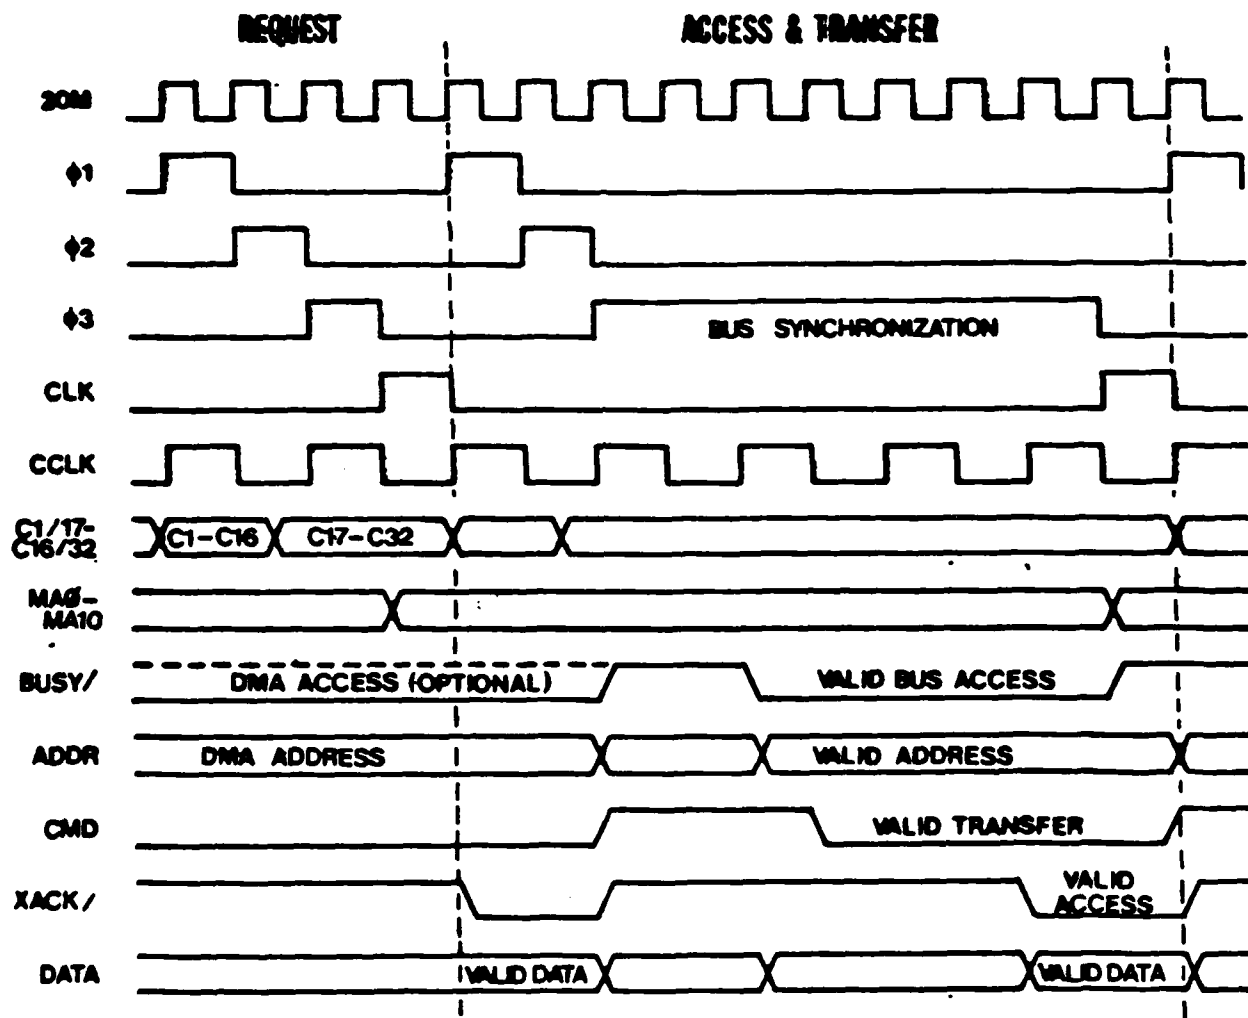 REQUEST ACCESS & TRANSFER
20M
ϕ1
ϕ2
ϕ3 BUS SYNCHRONIZATION
CLK
CCLK
C1/17-
C16/32 C1-C16 C17-C32
MAØ-
MA10
BUSY/ DMA ACCESS (OPTIONAL) VALID BUS ACCESS
ADDR DMA ADDRESS VALID ADDRESS
CMD VALID TRANSFER
XACK/ VALID
ACCESS
DATA VALID DATA VALID DATA